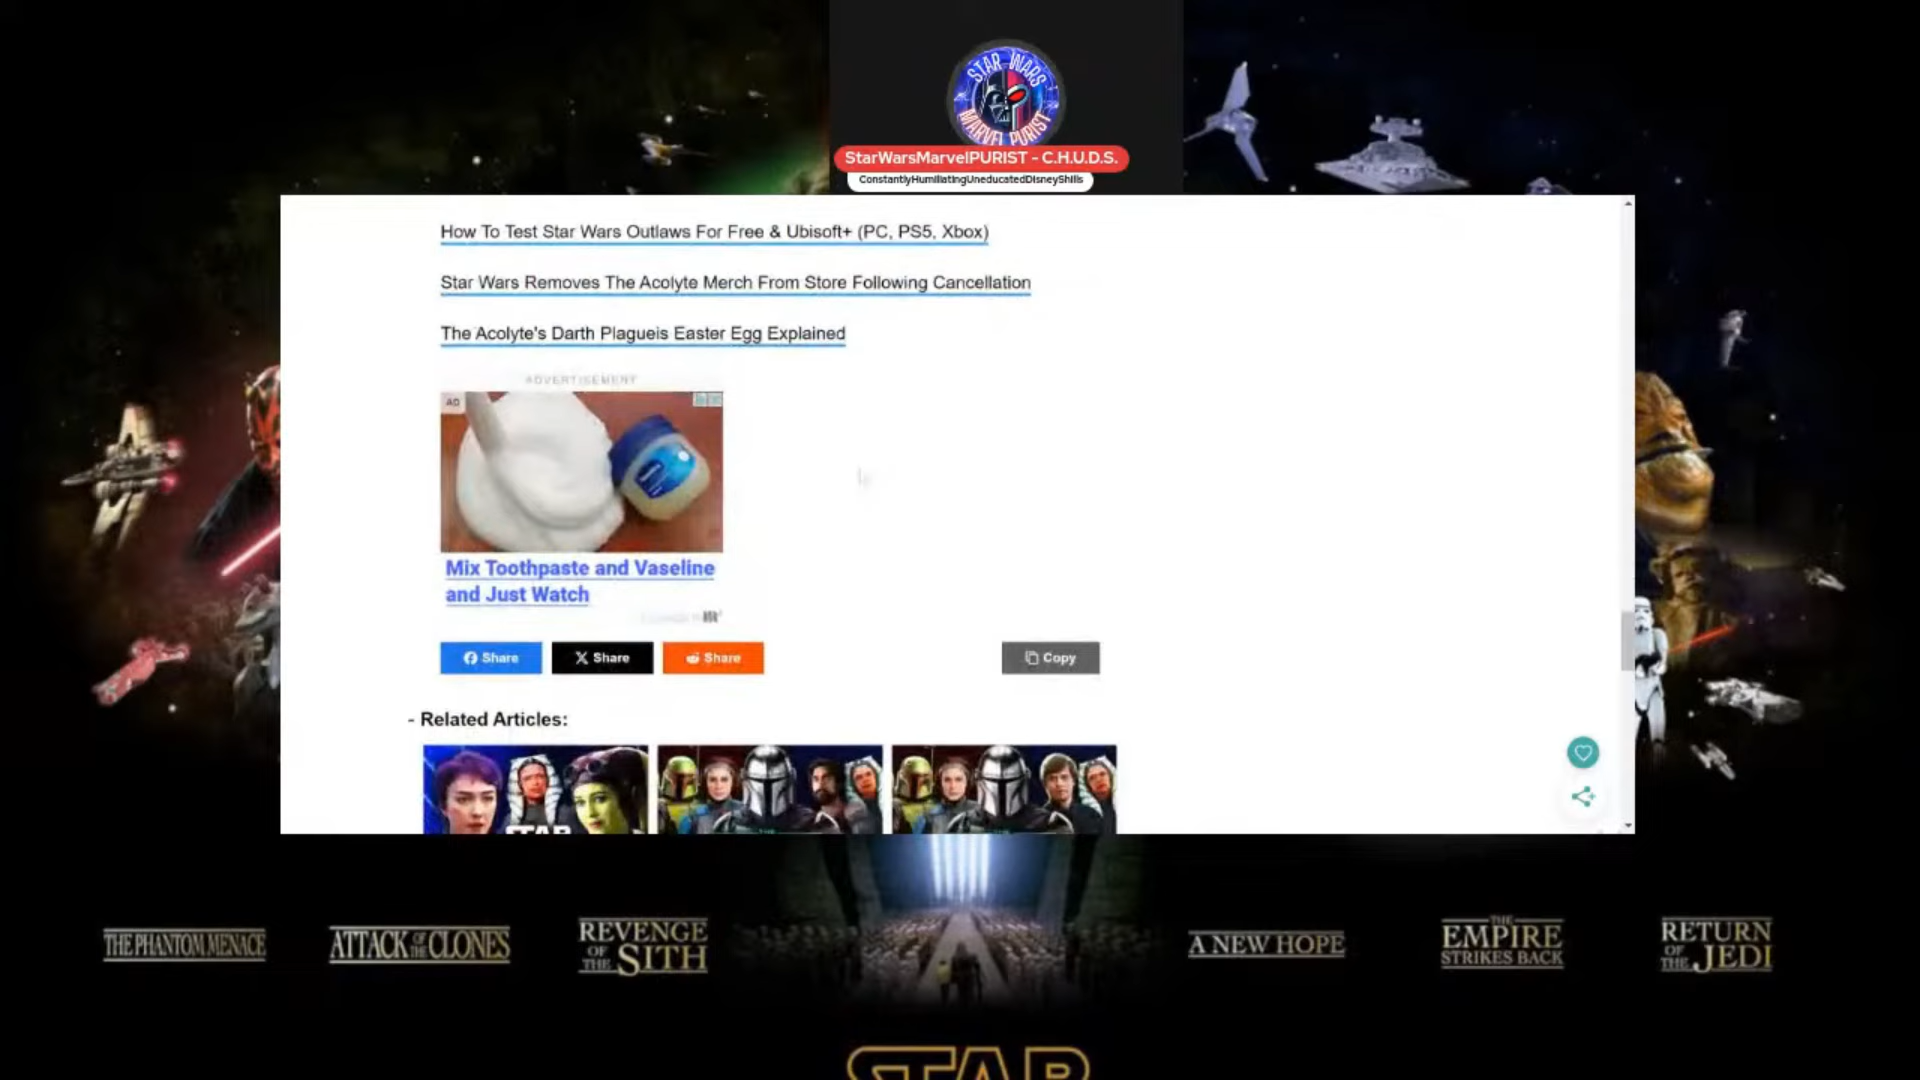 STAR WARS
MARVEL PURIST
StarWarsMarvelPURIST - C.H.U.D.S.
ConstantlyHumiliatingUneducatedDisneyShills
How To Test Star Wars Outlaws For Free & Ubisoft+ (PC, PS5, Xbox)
Star Wars Removes The Acolyte Merch From Store Following Cancellation
The Acolyte's Darth Plagueis Easter Egg Explained
ADVERTISEMENT
AD
Mix Toothpaste and Vaseline
and Just Watch
Share
Share
Share
Copy
- Related Articles:
STAR
THE PHANTOM MENACE
ATTACK OF THE CLONES
REVENGE
OF THE SITH
A NEW HOPE
THE
EMPIRE
STRIKES BACK
RETURN
OF THE JEDI
STAR